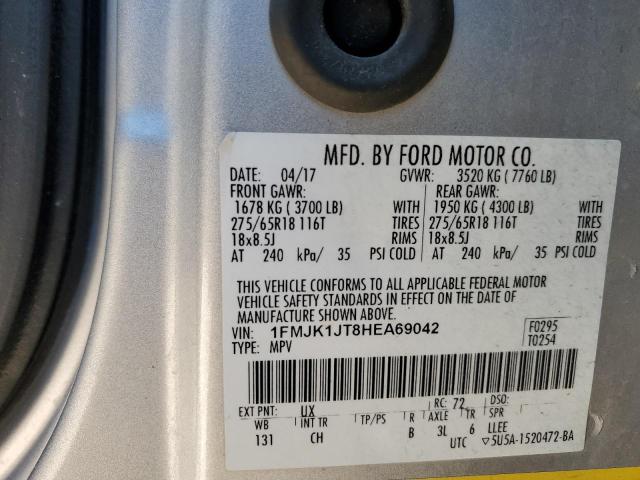 MFD. BY FORD MOTOR CO.
DATE: 04/17 GVWR: 3520 KG ( 7760 LB)
FRONT GAWR: REAR GAWR:
1678 KG ( 3700 LB) WITH 1950 KG ( 4300 LB) WITH
275/65R18 116T TIRES 275/65R18 116T TIRES
18x8.5J RIMS 18x8.5J RIMS
AT 240 kPa/ 35 PSI COLD AT 240 kPa/ 35 PSI COLD
THIS VEHICLE CONFORMS TO ALL APPLICABLE FEDERAL MOTOR
VEHICLE SAFETY STANDARDS IN EFFECT ON THE DATE OF
MANUFACTURE SHOWN ABOVE.
VIN: 1FMJK1JT8HEA69042 F0295
TYPE: MPV T0254
EXT PNT: UX RC: 72 DSO:
WB INT TR TP/PS R AXLE TR SPR
131 CH B 3L 6 LLEE
UTC ▽5U5A-1520472-BA